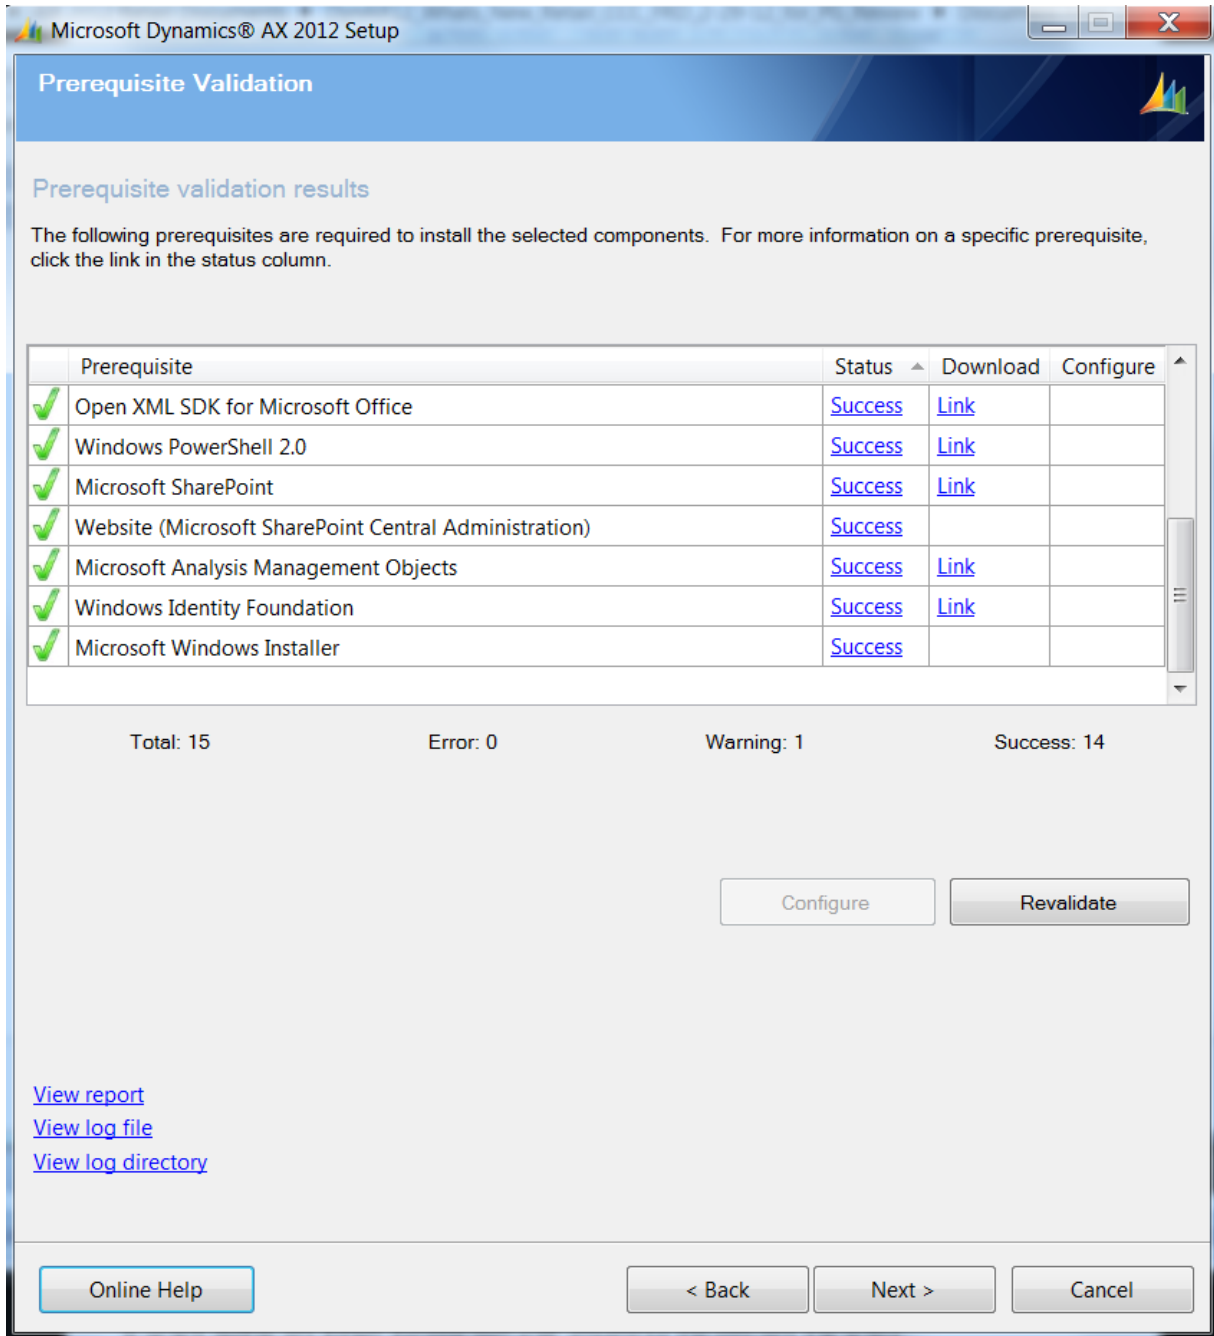 Microsoft Dynamics® AX 2012 Setup
Prerequisite Validation
Prerequisite validation results
The following prerequisites are required to install the selected components.  For more information on a specific prerequisite,
click the link in the status column.
Prerequisite Status Download Configure
Open XML SDK for Microsoft Office Success Link
Windows PowerShell 2.0 Success Link
Microsoft SharePoint Success Link
Website (Microsoft SharePoint Central Administration) Success
Microsoft Analysis Management Objects Success Link
Windows Identity Foundation Success Link
Microsoft Windows Installer Success
Total: 15 Error: 0 Warning: 1 Success: 14
Configure Revalidate
View report
View log file
View log directory
Online Help < Back Next > Cancel